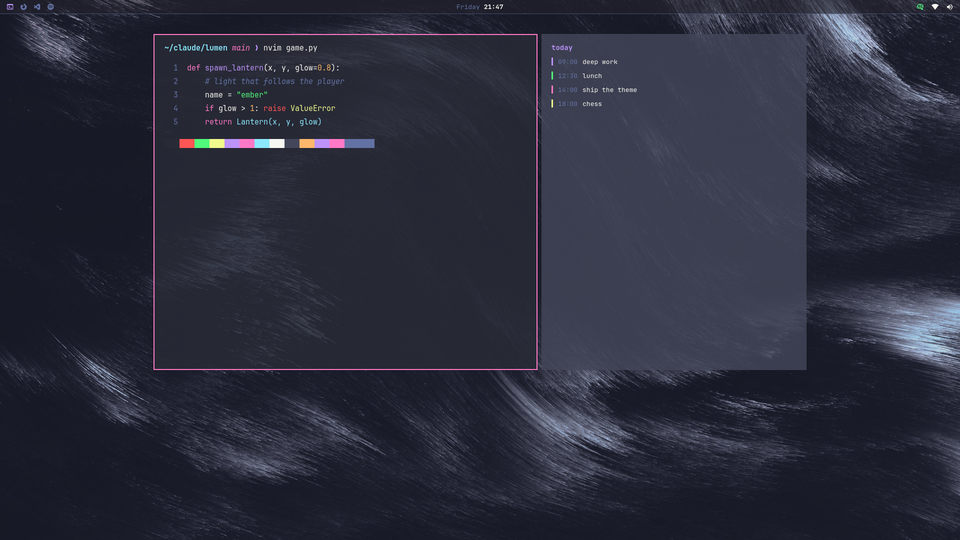 Friday 21:47
~/claude/lumen main ❯ nvim game.py
1 def spawn_lantern(x, y, glow=0.8):
2 # light that follows the player
3 name = "ember"
4 if glow > 1: raise ValueError
5 return Lantern(x, y, glow)
today
09:00 deep work
12:30 lunch
14:00 ship the theme
18:00 chess